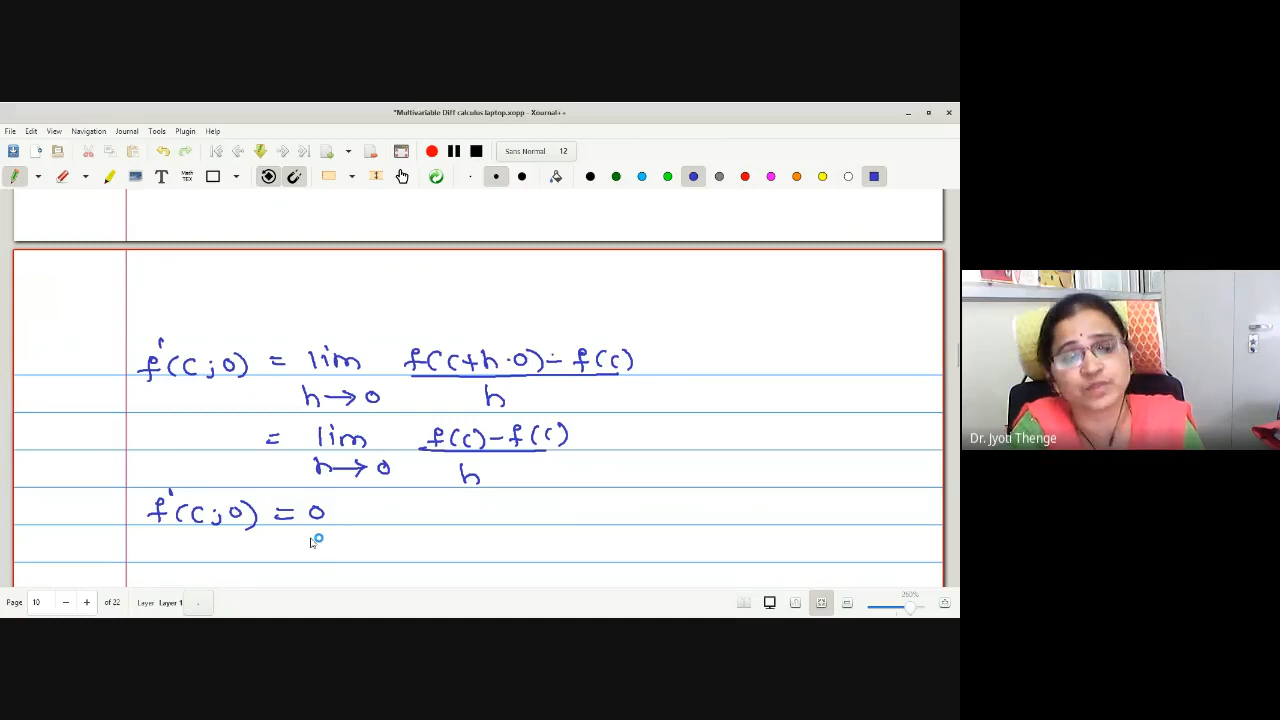 *Multivariable Diff calculus laptop.xopp - Xournal++
File Edit View Navigation Journal Tools Plugin Help
Sans Normal 12
f'(c;0) = lim f(c+h·0) - f(c)
h→0 h
= lim f(c) - f(c)
h→0 h
f'(c;0) = 0
Dr. Jyoti Thenge
Page 10 of 22 Layer Layer 1 260%